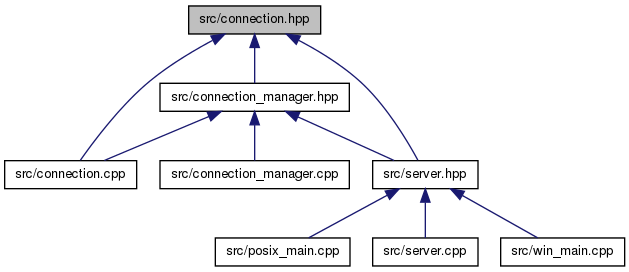 src/connection.hpp
src/connection_manager.hpp
src/connection.cpp
src/connection_manager.cpp
src/server.hpp
src/posix_main.cpp
src/server.cpp
src/win_main.cpp